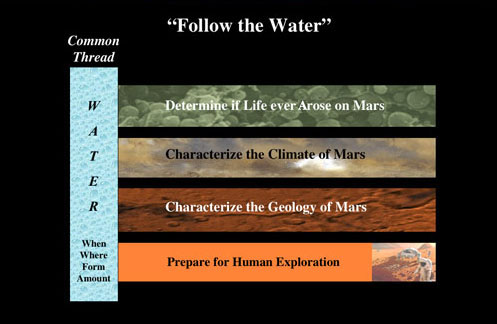 “Follow the Water”
Common
Thread
W
A
T
E
R
When
Where
Form
Amount
Determine if Life ever Arose on Mars
Characterize the Climate of Mars
Characterize the Geology of Mars
Prepare for Human Exploration